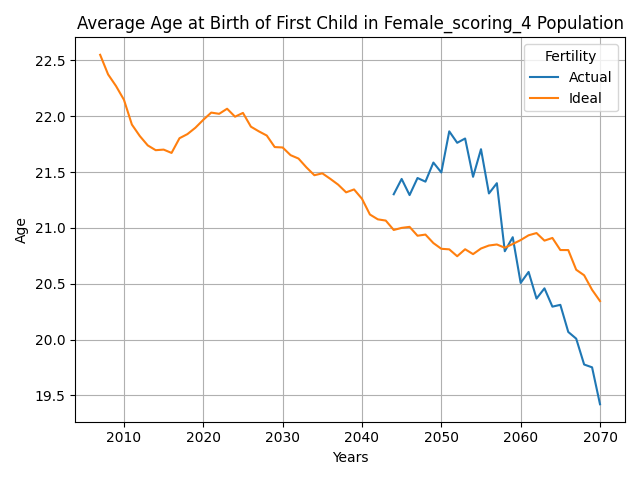 Average Age at Birth of First Child in Female_scoring_4 Population
Fertility
Actual
Ideal
Age
22.5
22.0
21.5
21.0
20.5
20.0
19.5
2010 2020 2030 2040 2050 2060 2070
Years